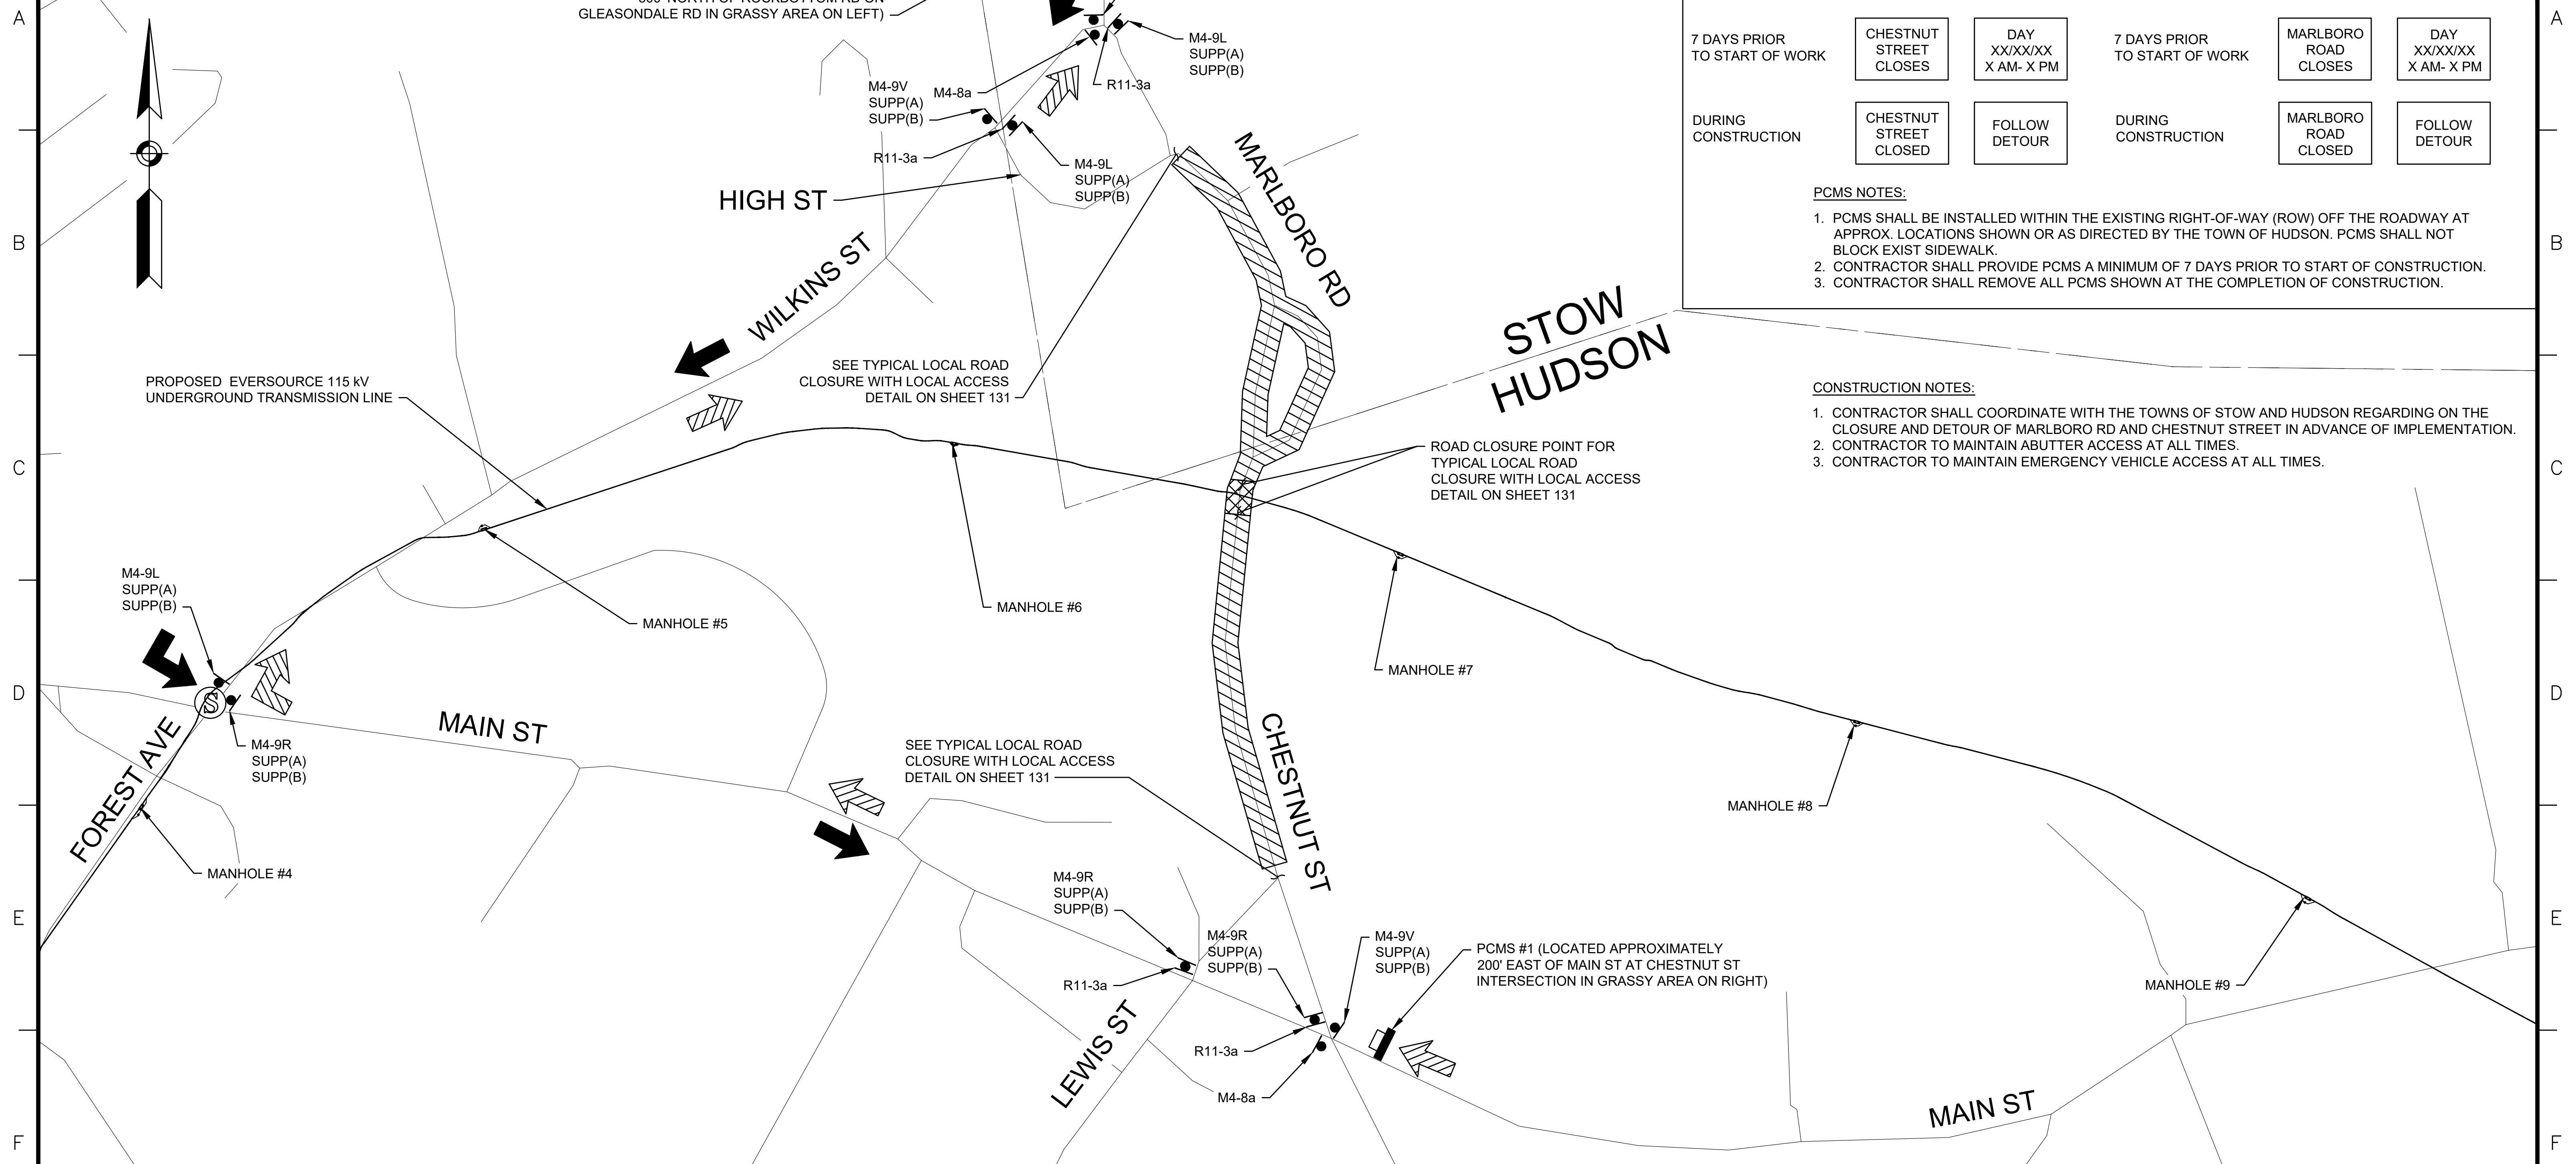 A
GLEASONDALE RD IN GRASSY AREA ON LEFT)
M4-9L
SUPP(A)
SUPP(B)
R11-3a
M4-8a
M4-9V
SUPP(A)
SUPP(B)
R11-3a
M4-9L
SUPP(A)
SUPP(B)
HIGH ST
MARLBORO RD
WILKINS ST
7 DAYS PRIOR
TO START OF WORK
CHESTNUT
STREET
CLOSES
DAY
XX/XX/XX
X AM- X PM
7 DAYS PRIOR
TO START OF WORK
MARLBORO
ROAD
CLOSES
DAY
XX/XX/XX
X AM- X PM
A
DURING
CONSTRUCTION
CHESTNUT
STREET
CLOSED
FOLLOW
DETOUR
DURING
CONSTRUCTION
MARLBORO
ROAD
CLOSED
FOLLOW
DETOUR
PCMS NOTES:
1. PCMS SHALL BE INSTALLED WITHIN THE EXISTING RIGHT-OF-WAY (ROW) OFF THE ROADWAY AT
APPROX. LOCATIONS SHOWN OR AS DIRECTED BY THE TOWN OF HUDSON. PCMS SHALL NOT
BLOCK EXIST SIDEWALK.
2. CONTRACTOR SHALL PROVIDE PCMS A MINIMUM OF 7 DAYS PRIOR TO START OF CONSTRUCTION.
3. CONTRACTOR SHALL REMOVE ALL PCMS SHOWN AT THE COMPLETION OF CONSTRUCTION.
B
B
STOW
HUDSON
SEE TYPICAL LOCAL ROAD
CLOSURE WITH LOCAL ACCESS
DETAIL ON SHEET 131
PROPOSED EVERSOURCE 115 kV
UNDERGROUND TRANSMISSION LINE
CONSTRUCTION NOTES:
1. CONTRACTOR SHALL COORDINATE WITH THE TOWNS OF STOW AND HUDSON REGARDING ON THE
CLOSURE AND DETOUR OF MARLBORO RD AND CHESTNUT STREET IN ADVANCE OF IMPLEMENTATION.
2. CONTRACTOR TO MAINTAIN ABUTTER ACCESS AT ALL TIMES.
3. CONTRACTOR TO MAINTAIN EMERGENCY VEHICLE ACCESS AT ALL TIMES.
ROAD CLOSURE POINT FOR
TYPICAL LOCAL ROAD
CLOSURE WITH LOCAL ACCESS
DETAIL ON SHEET 131
C
C
M4-9L
SUPP(A)
SUPP(B)
MANHOLE #5
MANHOLE #6
MANHOLE #7
D
D
S
M4-9R
SUPP(A)
SUPP(B)
MAIN ST
FOREST AVE
SEE TYPICAL LOCAL ROAD
CLOSURE WITH LOCAL ACCESS
DETAIL ON SHEET 131
CHESTNUT ST
MANHOLE #8
MANHOLE #4
E
E
M4-9R
SUPP(A)
SUPP(B)
R11-3a
M4-9R
SUPP(A)
SUPP(B)
M4-9V
SUPP(A)
SUPP(B)
PCMS #1 (LOCATED APPROXIMATELY
200' EAST OF MAIN ST AT CHESTNUT ST
INTERSECTION IN GRASSY AREA ON RIGHT)
MANHOLE #9
R11-3a
M4-8a
LEWIS ST
MAIN ST
F
F